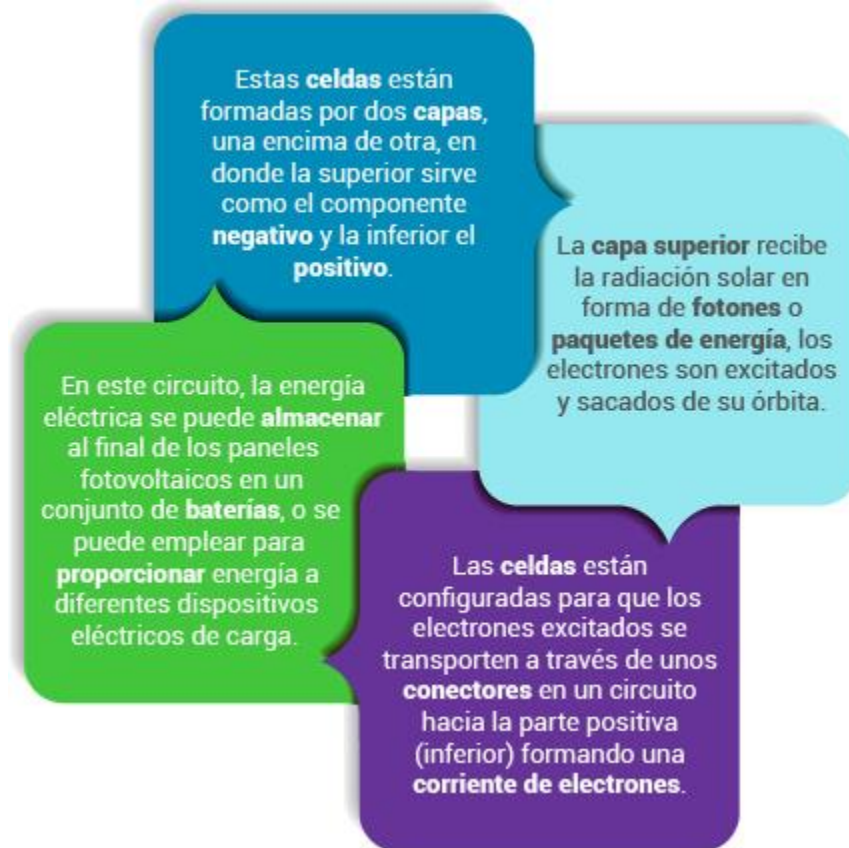 Estas celdas están
formadas por dos capas,
una encima de otra, en
donde la superior sirve
como el componente
negativo y la inferior el
positivo.
La capa superior recibe
la radiación solar en
forma de fotones o
paquetes de energía, los
electrones son excitados
y sacados de su órbita.
Las celdas están
configuradas para que los
electrones excitados se
transporten a través de unos
conectores en un circuito
hacia la parte positiva
(inferior) formando una
corriente de electrones.
En este circuito, la energía
eléctrica se puede almacenar
al final de los paneles
fotovoltaicos en un
conjunto de baterías, o se
puede emplear para
proporcionar energía a
diferentes dispositivos
eléctricos de carga.